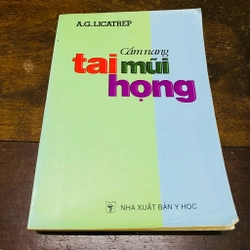 A.G. LICATREP
Cẩm nang
tai mũi
họng
NHÀ XUẤT BẢN Y HỌC